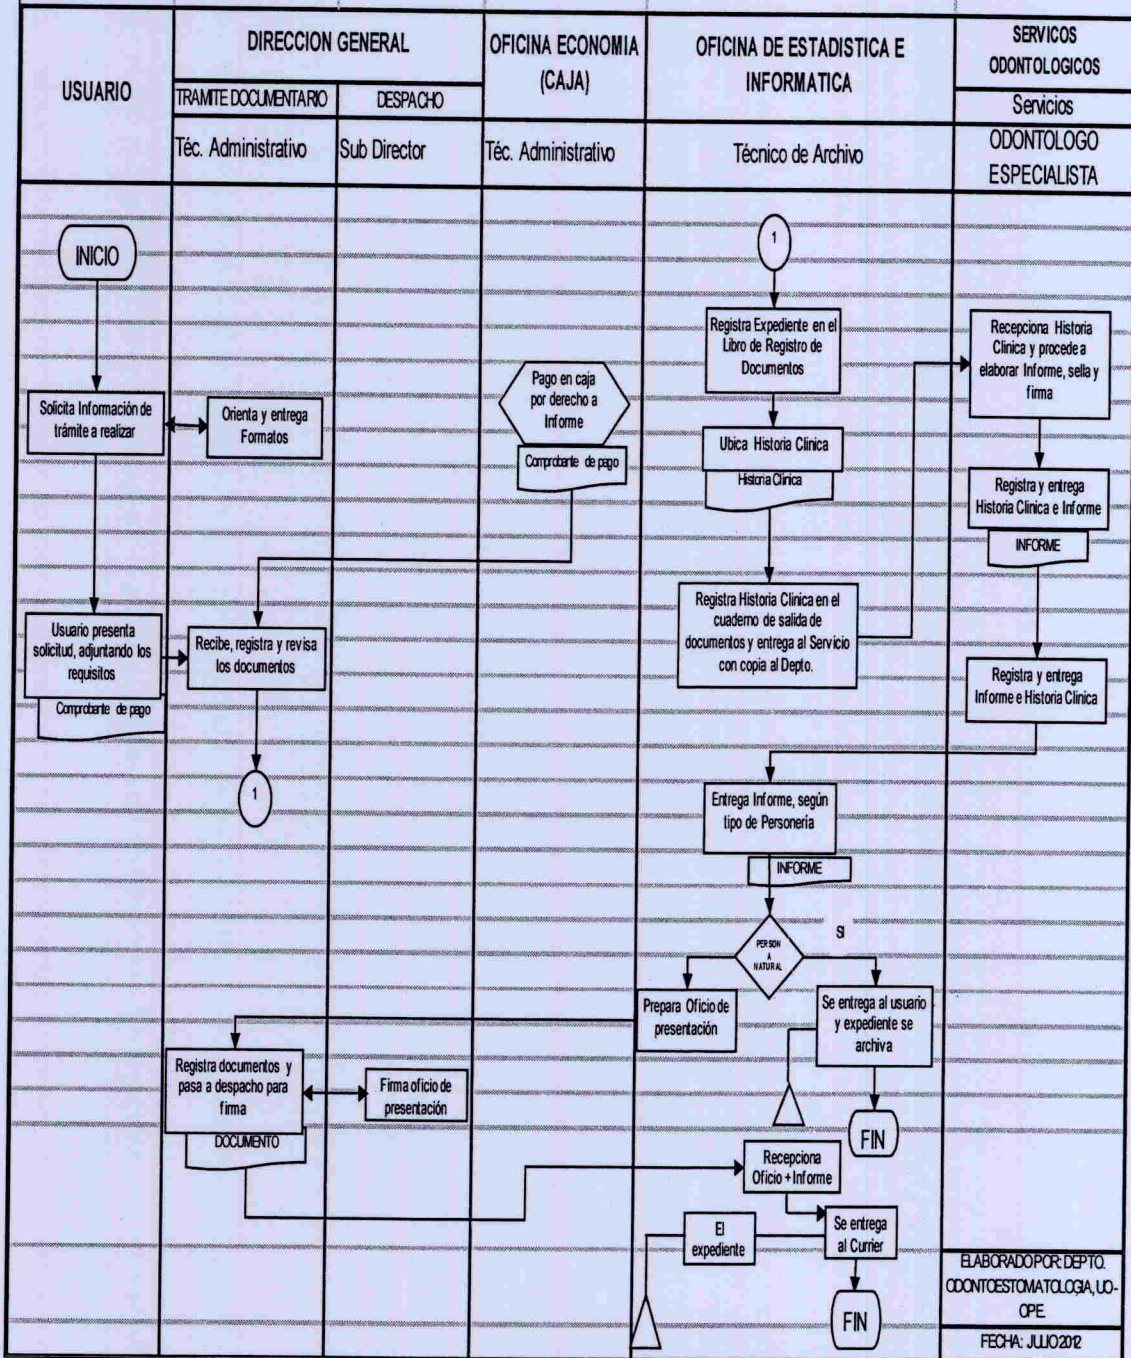 USUARIO
DIRECCION GENERAL
TRAMITE DOCUMENTARIO
DESPACHO
Téc. Administrativo
Sub Director
OFICINA ECONOMIA
(CAJA)
Téc. Administrativo
OFICINA DE ESTADISTICA E
INFORMATICA
Técnico de Archivo
SERVICOS
ODONTOLOGICOS
Servicios
ODONTOLOGO
ESPECIALISTA
INICIO
1
Registra Expediente en el
Libro de Registro de
Documentos
Recepciona Historia
Clinica y procede a
elaborar Informe, sella y
firma
Pago en caja
por derecho a
Informe
Comprobante de pago
Solicita Información de
trámite a realizar
Orienta y entrega
Formatos
Ubica Historia Clinica
Historia Clinica
Registra y entrega
Historia Clinica e Informe
INFORME
Usuario presenta
solicitud, adjuntando los
requisitos
Comprobante de pago
Recibe, registra y revisa
los documentos
Registra Historia Clinica en el
cuaderno de salida de
documentos y entrega al Servicio
con copia al Depto.
Registra y entrega
Informe e Historia Clinica
1
Entrega Informe, según
tipo de Personería
INFORME
PERSON
A
NATURAL
SI
Prepara Oficio de
presentación
Se entrega al usuario
y expediente se
archiva
Registra documentos y
pasa a despacho para
firma
DOCUMENTO
Firma oficio de
presentación
FIN
Recepciona
Oficio + Informe
El
expediente
Se entrega
al Currier
FIN
ELABORADO POR: DEPTO.
ODONTOESTOMATOLOGIA, UO-
OPE.
FECHA: JULIO 2012